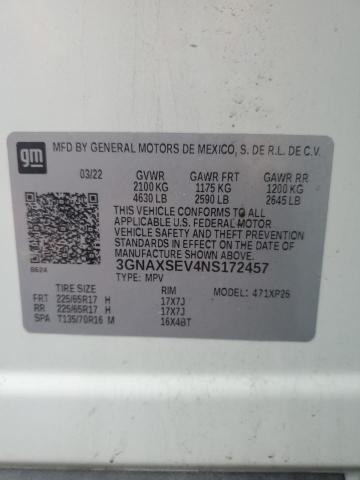 gm
MFD BY GENERAL MOTORS DE MEXICO, S. DE R.L. DE C.V.
03/22 GVWR GAWR FRT GAWR RR
2100 KG 1175 KG 1200 KG
4630 LB 2590 LB 2645 LB
THIS VEHICLE CONFORMS TO ALL
APPLICABLE U.S. FEDERAL MOTOR
VEHICLE SAFETY AND THEFT PREVENTION
STANDARDS IN EFFECT ON THE DATE OF
MANUFACTURE SHOWN ABOVE.
8624 3GNAXSEV4NS172457
TYPE: MPV MODEL: 471XP26
TIRE SIZE RIM
FRT 225/65R17 H 17X7J
RR 225/65R17 H 17X7J
SPA T135/70R16 M 16X4BT